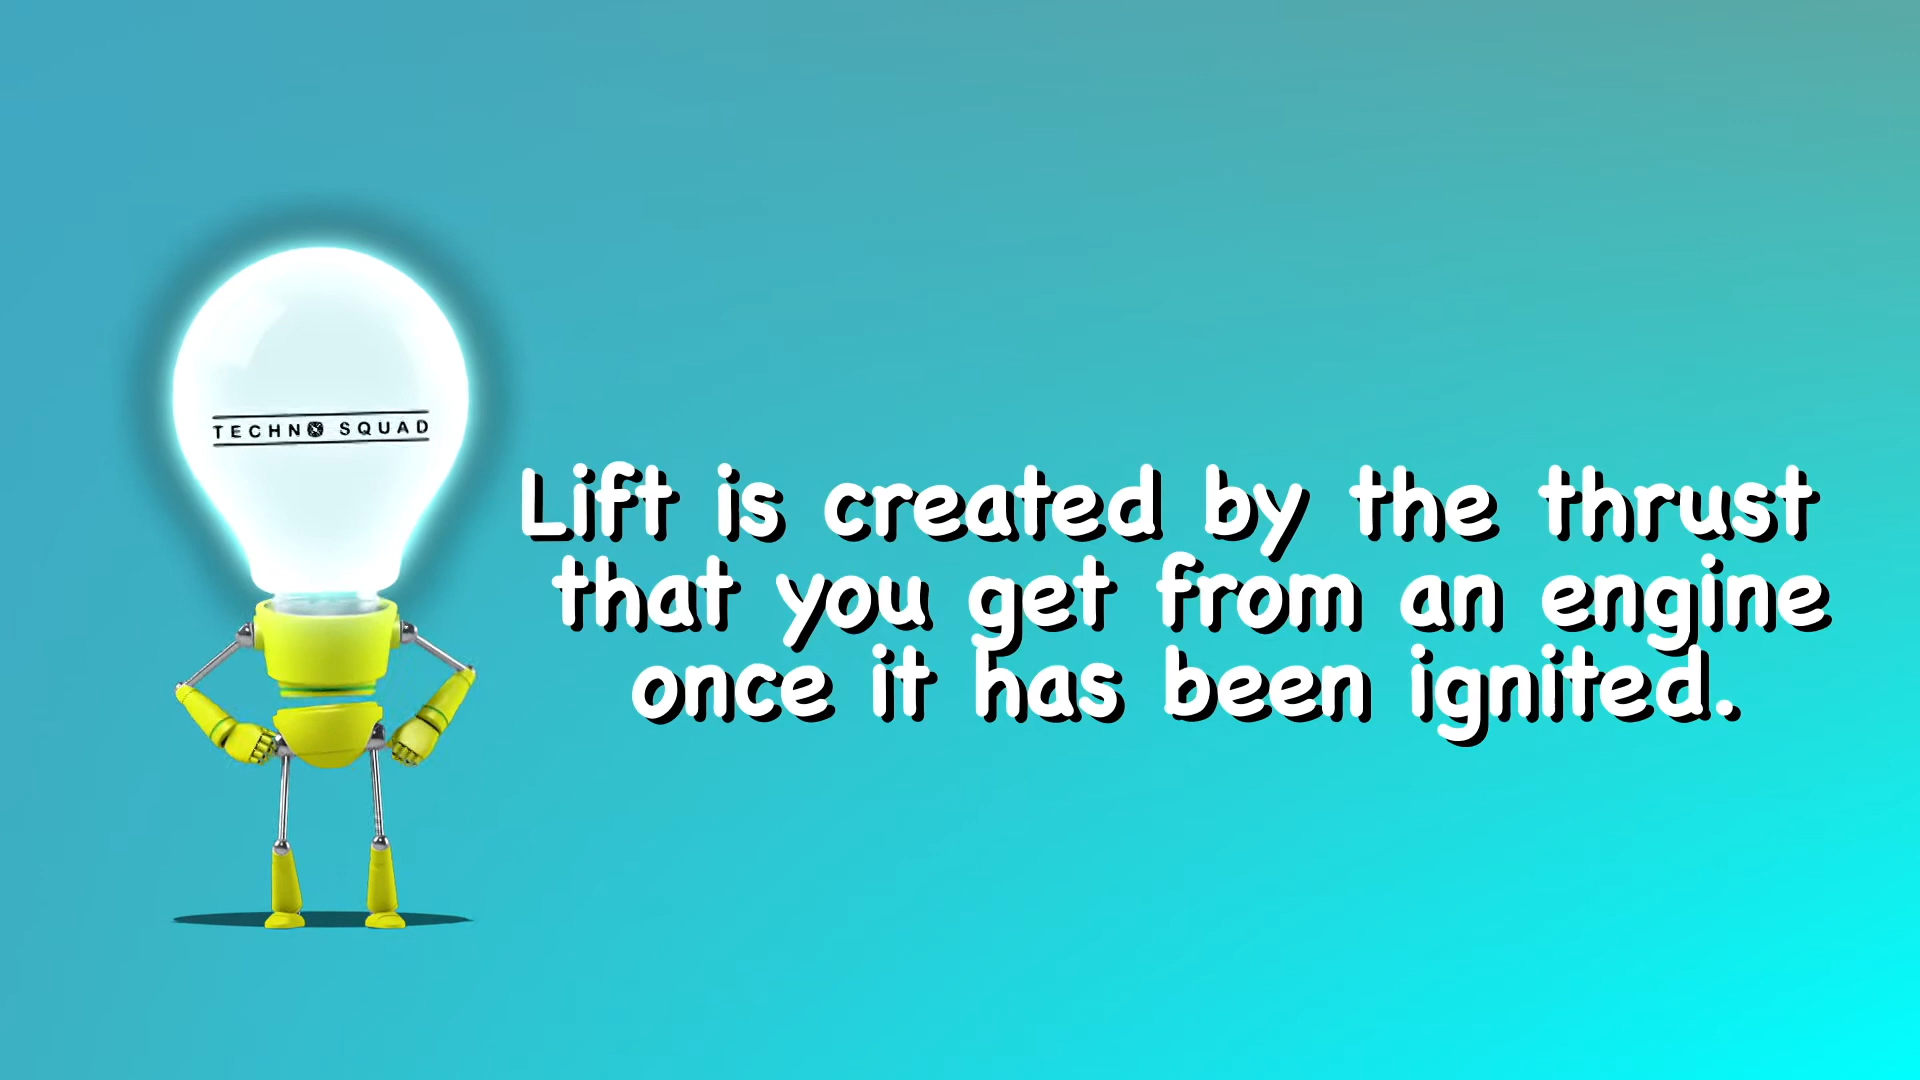 TECHNO SQUAD
Lift is created by the thrust
that you get from an engine
once it has been ignited.